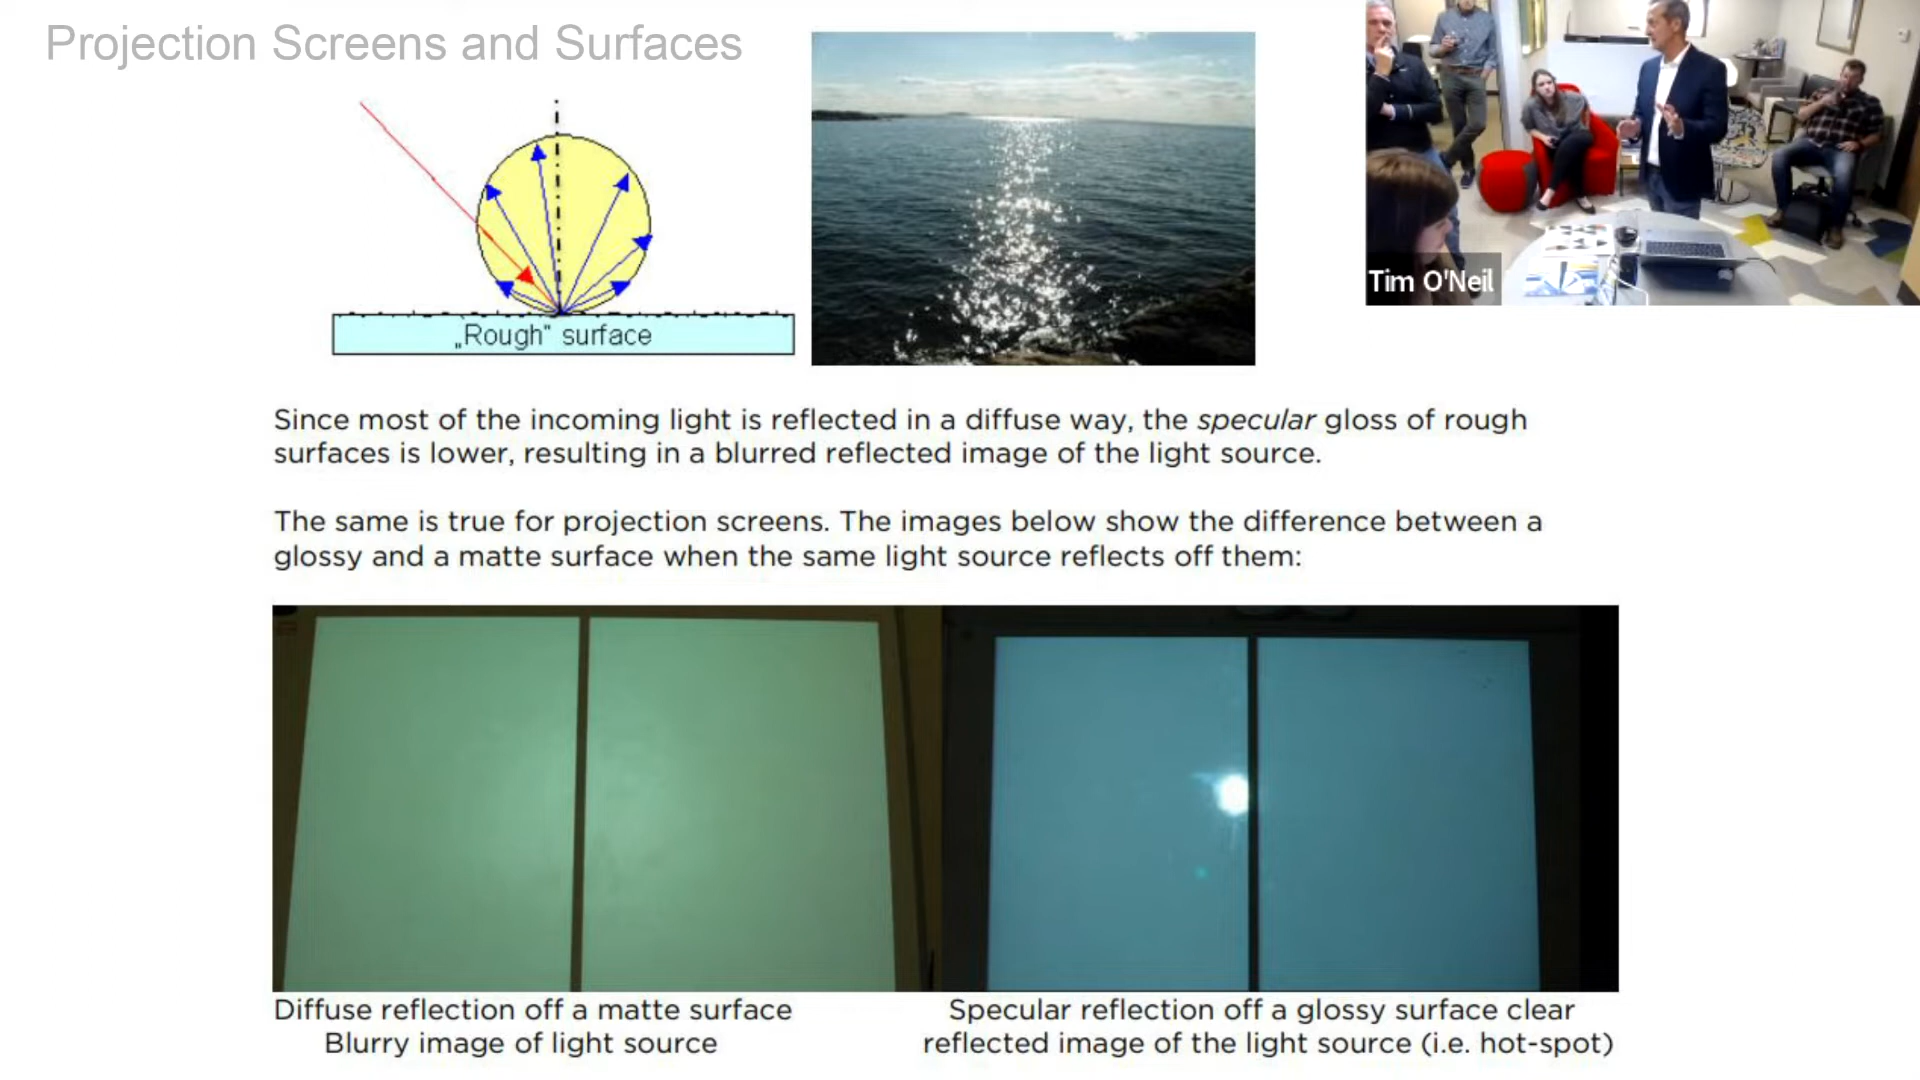 Projection Screens and Surfaces
„Rough" surface
Tim O'Neil
Since most of the incoming light is reflected in a diffuse way, the specular gloss of rough
surfaces is lower, resulting in a blurred reflected image of the light source.
The same is true for projection screens. The images below show the difference between a
glossy and a matte surface when the same light source reflects off them:
Diffuse reflection off a matte surface
Blurry image of light source
Specular reflection off a glossy surface clear
reflected image of the light source (i.e. hot-spot)